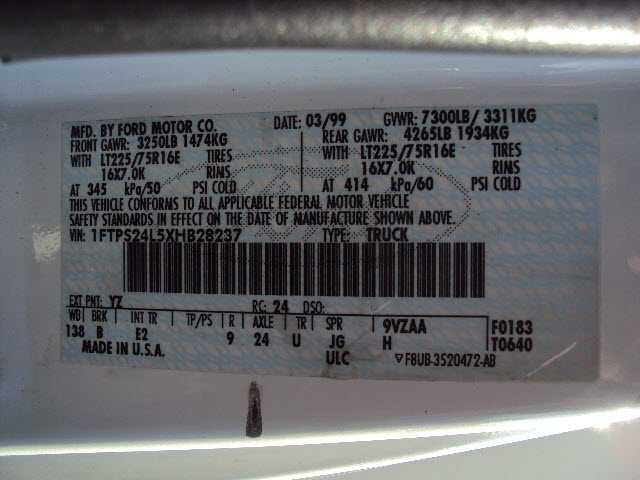 MFD. BY FORD MOTOR CO. DATE: 03/99 GVWR: 7300LB/ 3311KG
FRONT GAWR: 3250LB 1474KG REAR GAWR: 4265LB 1934KG
WITH LT225/75R16E TIRES WITH LT225/75R16E TIRES
16X7.0K RIMS 16X7.0K RIMS
AT 345 kPa/50 PSI COLD AT 414 kPa/60 PSI COLD
THIS VEHICLE CONFORMS TO ALL APPLICABLE FEDERAL MOTOR VEHICLE
SAFETY STANDARDS IN EFFECT ON THE DATE OF MANUFACTURE SHOWN ABOVE.
VIN: 1FTPS24L5XHB28237 TYPE: TRUCK
EXT PNT: YZ RC: 24 DSO:
WB BRK INT TR TP/PS R AXLE TR SPR 9VZAA F0183
138 B E2 9 24 U JG H T0640
MADE IN U.S.A. ULC ▽F8UB-3520472-AB